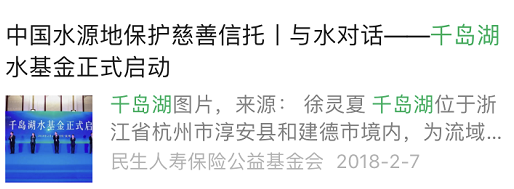 中国水源地保护慈善信托丨与水对话——千岛湖
水基金正式启动
千岛湖水基金正式启
千岛湖图片，来源： 徐灵夏 千岛湖位于浙
江省杭州市淳安县和建德市境内，为流域...
民生人寿保险公益基金会 2018-2-7